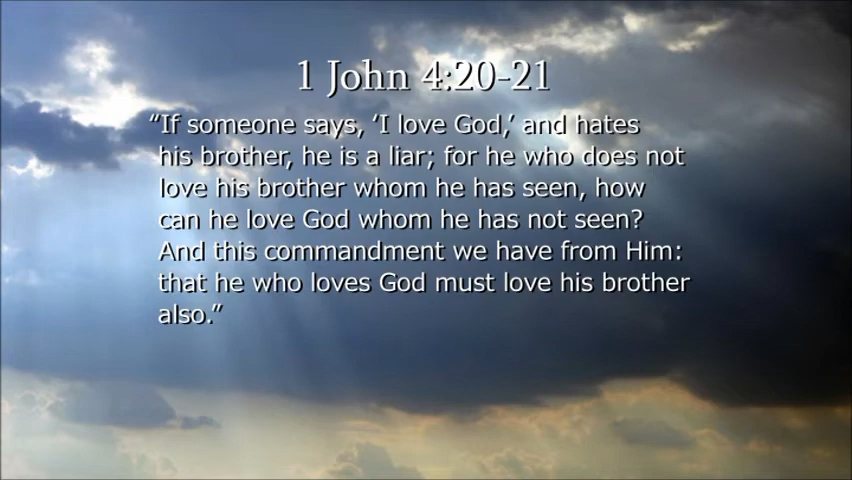 1 John 4:20-21
“If someone says, ‘I love God,’ and hates
his brother, he is a liar; for he who does not
love his brother whom he has seen, how
can he love God whom he has not seen?
And this commandment we have from Him:
that he who loves God must love his brother
also.”